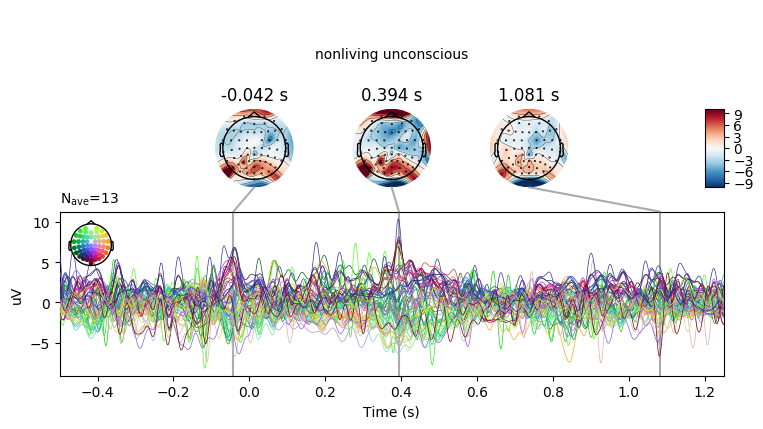 nonliving unconscious
-0.042 s 0.394 s 1.081 s
9
6
3
0
−3
−6
−9
Nave=13
10
5
0
−5
uV
−0.4 −0.2 0.0 0.2 0.4 0.6 0.8 1.0 1.2
Time (s)